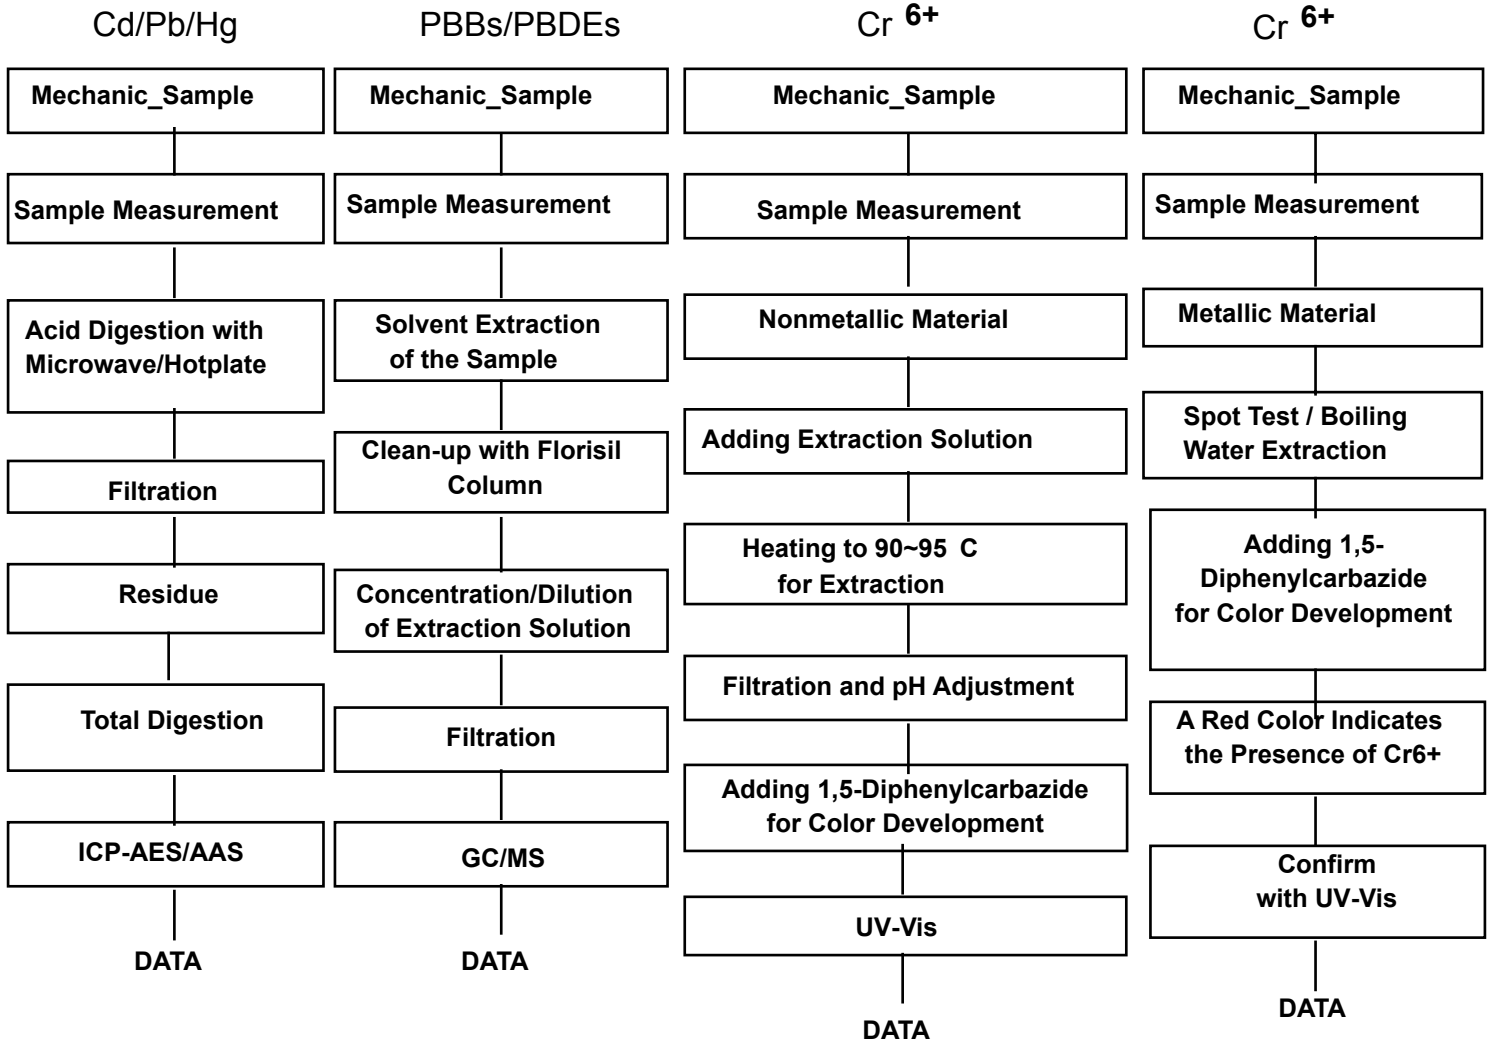 Cd/Pb/Hg
Mechanic_Sample
Sample Measurement
Acid Digestion with
Microwave/Hotplate
Filtration
Residue
Total Digestion
ICP-AES/AAS
DATA
PBBs/PBDEs
Mechanic_Sample
Sample Measurement
Solvent Extraction
of the Sample
Clean-up with Florisil
Column
Concentration/Dilution
of Extraction Solution
Filtration
GC/MS
DATA
Cr 6+
Mechanic_Sample
Sample Measurement
Nonmetallic Material
Adding Extraction Solution
Heating to 90~95 C
for Extraction
Filtration and pH Adjustment
Adding 1,5-Diphenylcarbazide
for Color Development
UV-Vis
DATA
Cr 6+
Mechanic_Sample
Sample Measurement
Metallic Material
Spot Test / Boiling
Water Extraction
Adding 1,5-
Diphenylcarbazide
for Color Development
A Red Color Indicates
the Presence of Cr6+
Confirm
with UV-Vis
DATA